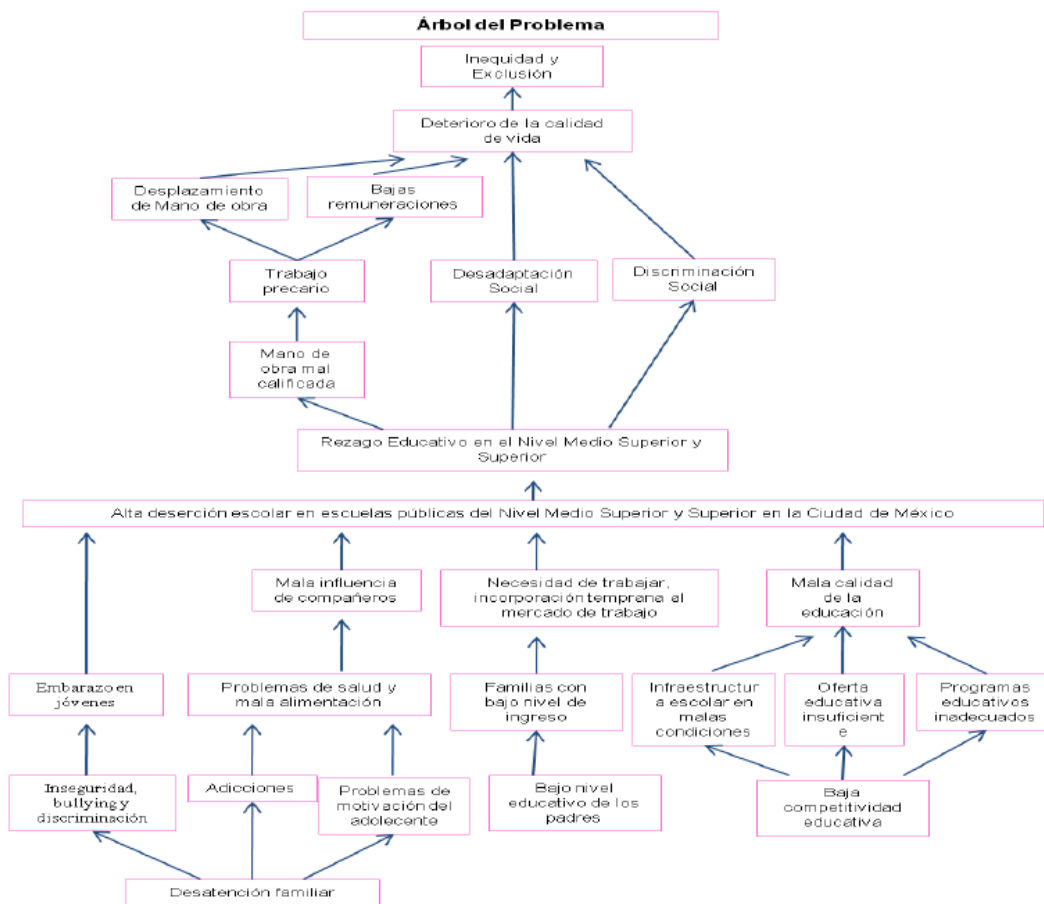 Árbol del Problema
Inequidad y
Exclusión
Deterioro de la calidad
de vida
Desplazamiento
de Mano de obra
Bajas
remuneraciones
Trabajo
precario
Desadaptación
Social
Discriminación
Social
Mano de
obra mal
calificada
Rezago Educativo en el Nivel Medio Superior y
Superior
Alta deserción escolar en escuelas públicas del Nivel Medio Superior y Superior en la Ciudad de México
Mala influencia
de compañeros
Necesidad de trabajar,
incorporación temprana al
mercado de trabajo
Mala calidad
de la
educación
Embarazo en
jóvenes
Problemas de salud y
mala alimentación
Familias con
bajo nivel de
ingreso
Infraestructur
a escolar en
malas
condiciones
Oferta
educativa
insuficient
e
Programas
educativos
inadecuados
Inseguridad,
bullying y
discriminación
Adicciones
Problemas de
motivación del
adolecente
Bajo nivel
educativo de los
padres
Baja
competitividad
educativa
Desatención familiar